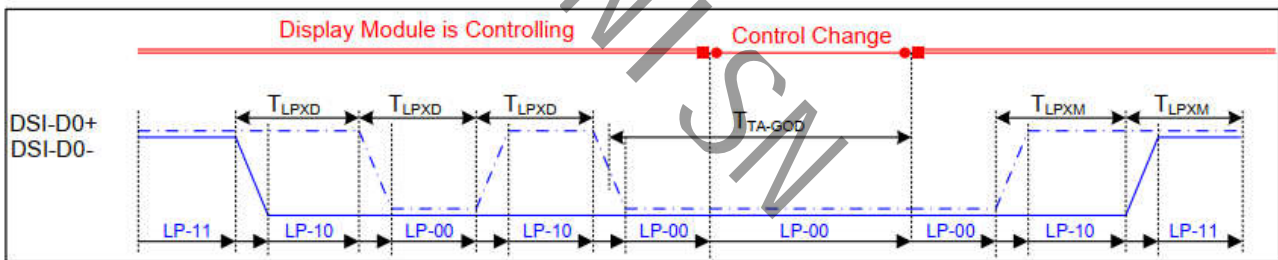 Display Module is Controlling
Control Change
TLPXD TLPXD TLPXD TTA-GOD TLPXM TLPXM
DSI-D0+
DSI-D0-
LP-11 LP-10 LP-00 LP-10 LP-00 LP-00 LP-00 LP-10 LP-11
NISN